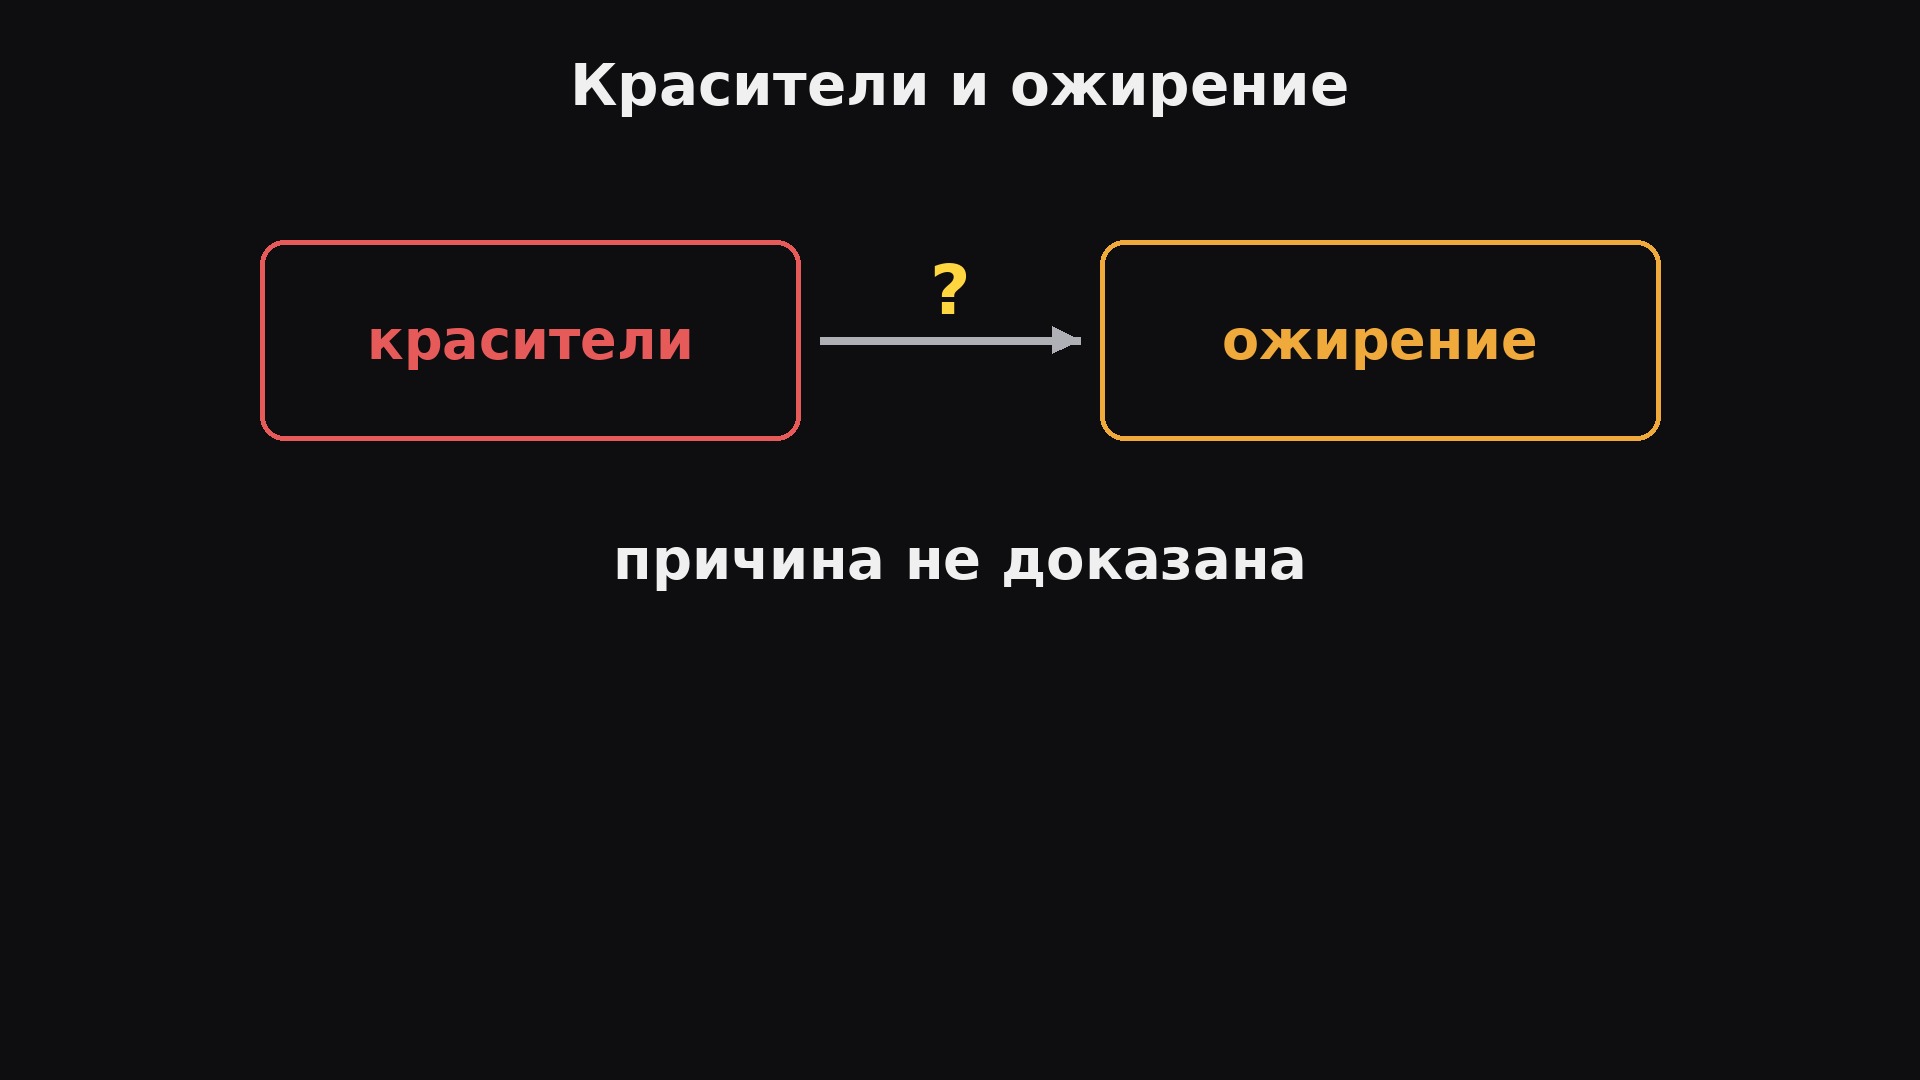 Красители и ожирение
?
красители
ожирение
причина не доказана